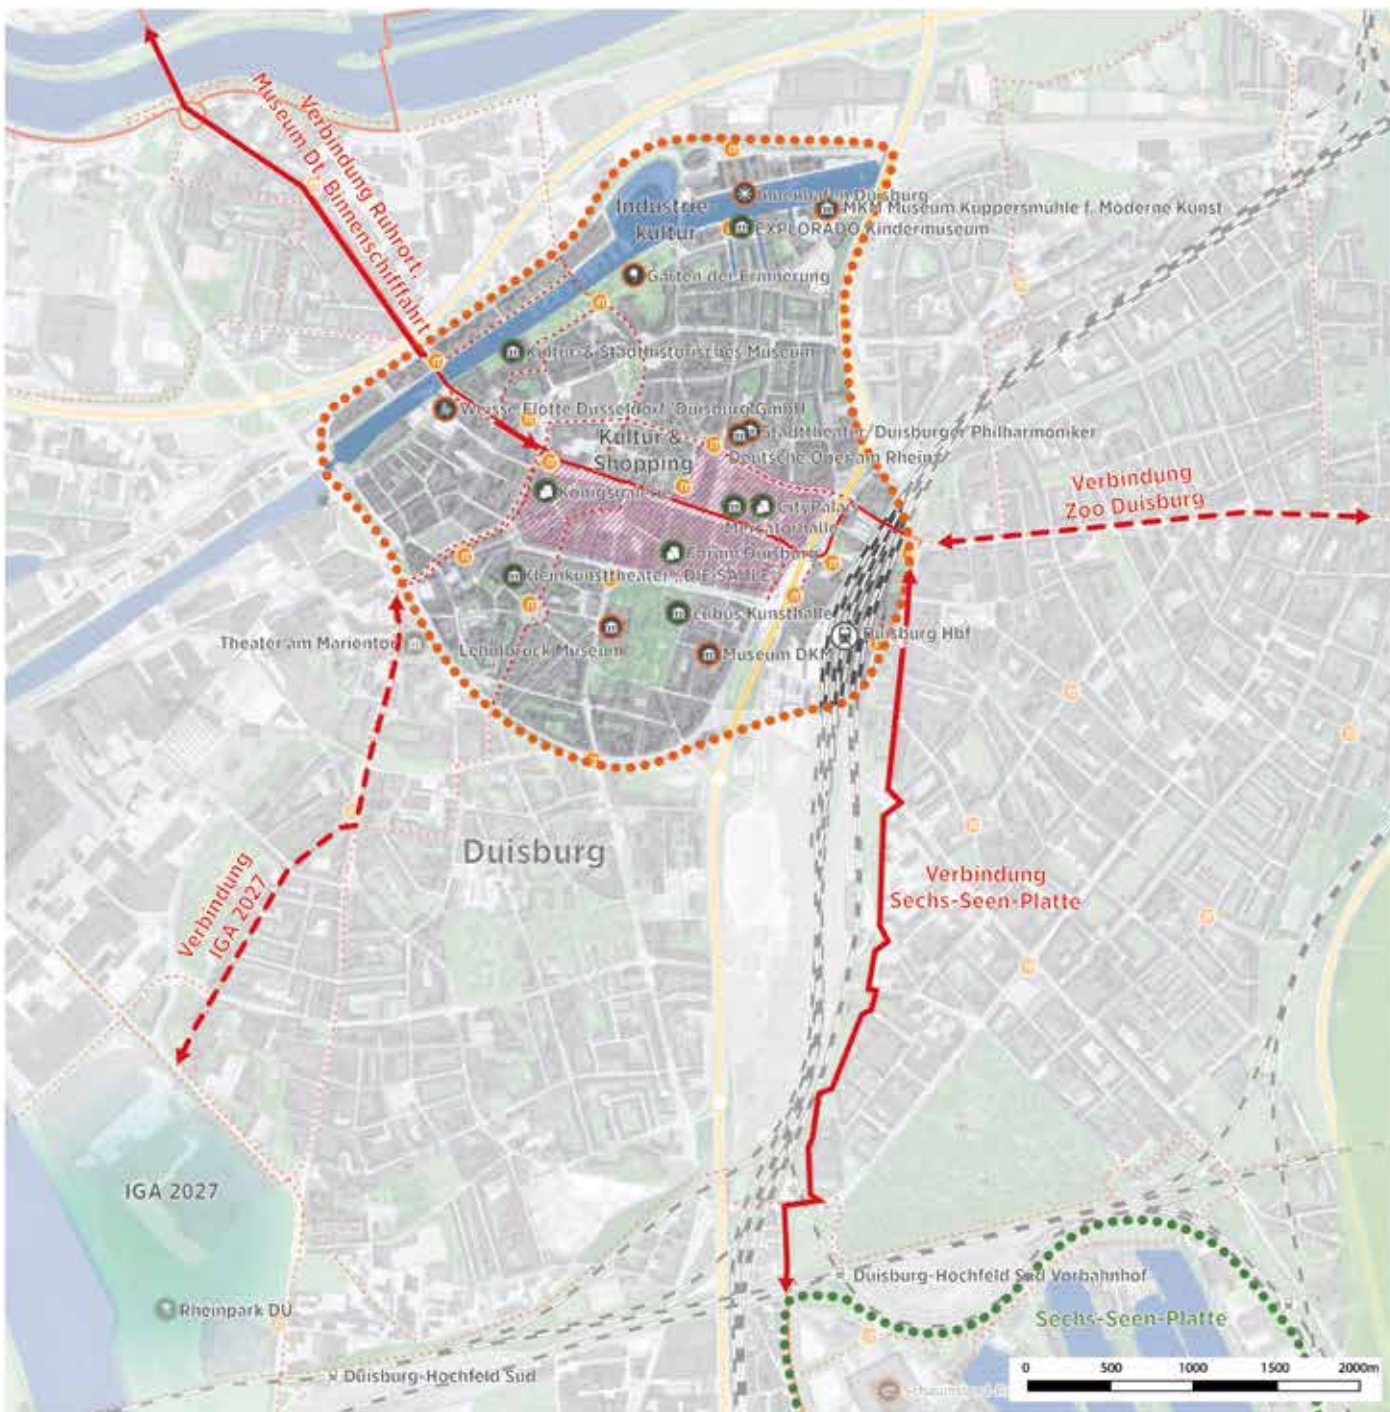 Verbindung Ruhrort,
Museum Dt. Binnenschifffahrt
Industrie
kultur
Innenhafen Duisburg
MKM Museum Küppersmühle f. Moderne Kunst
EXPLORADO Kindermuseum
Garten der Erinnerung
Kultur- & Stadthistorisches Museum
Weisse Flotte Düsseldorf/Duisburg GmbH
Kultur &
Shopping
Stadttheater/Duisburger Philharmoniker
Deutsche Oper am Rhein
Königsgalerie
CityPalais
Mercatorhalle
Forum Duisburg
Kleinkunsttheater „DIE SÄULE"
Cubus Kunsthalle
Theater am Marientor
Lehmbruck Museum
Museum DKM
Duisburg Hbf
Verbindung
Zoo Duisburg
Duisburg
Verbindung
Sechs-Seen-Platte
Verbindung
IGA 2027
IGA 2027
Rheinpark DU
Duisburg-Hochfeld Süd Vorbahnhof
Sechs-Seen-Platte
Duisburg-Hochfeld Süd
0 500 1000 1500 2000m